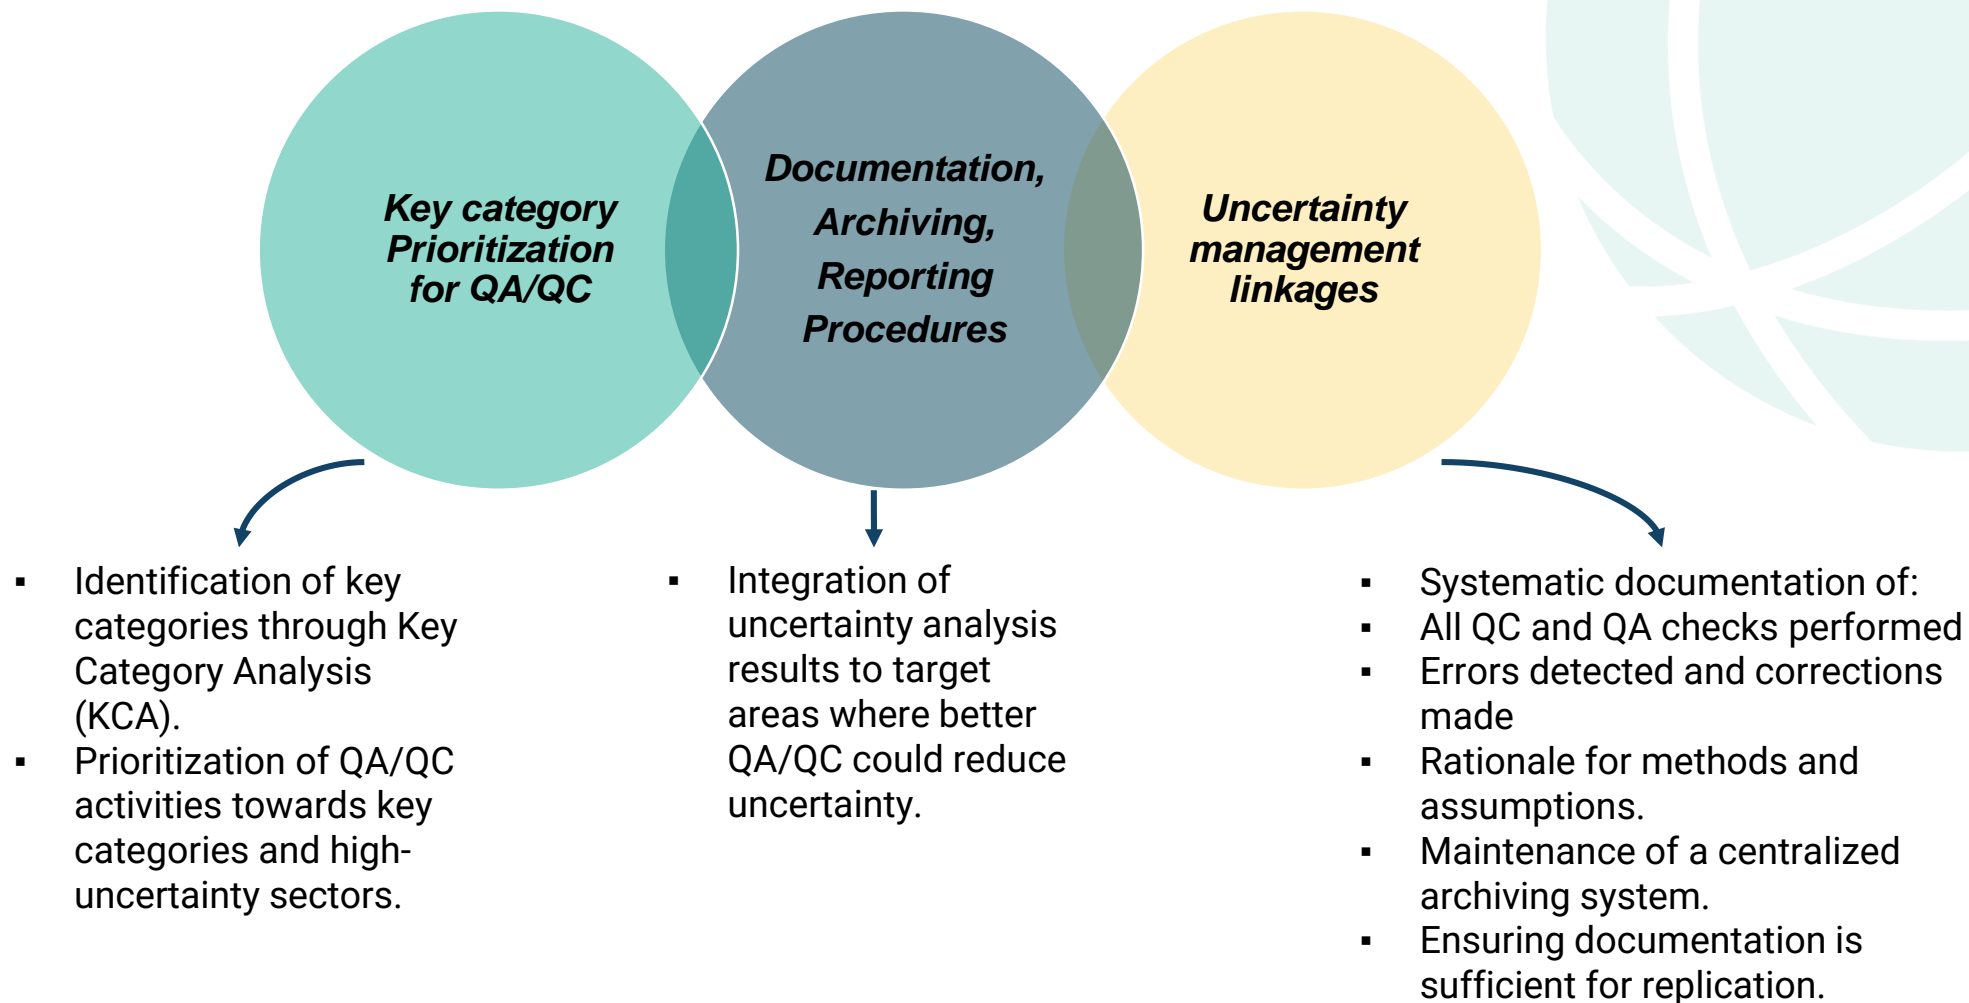 Key category
Prioritization
for QA/QC
Documentation,
Archiving,
Reporting
Procedures
Uncertainty
management
linkages
▪ Identification of key
categories through Key
Category Analysis
(KCA).
▪ Prioritization of QA/QC
activities towards key
categories and high-
uncertainty sectors.
▪ Integration of
uncertainty analysis
results to target
areas where better
QA/QC could reduce
uncertainty.
▪ Systematic documentation of:
▪ All QC and QA checks performed
▪ Errors detected and corrections
made
▪ Rationale for methods and
assumptions.
▪ Maintenance of a centralized
archiving system.
▪ Ensuring documentation is
sufficient for replication.